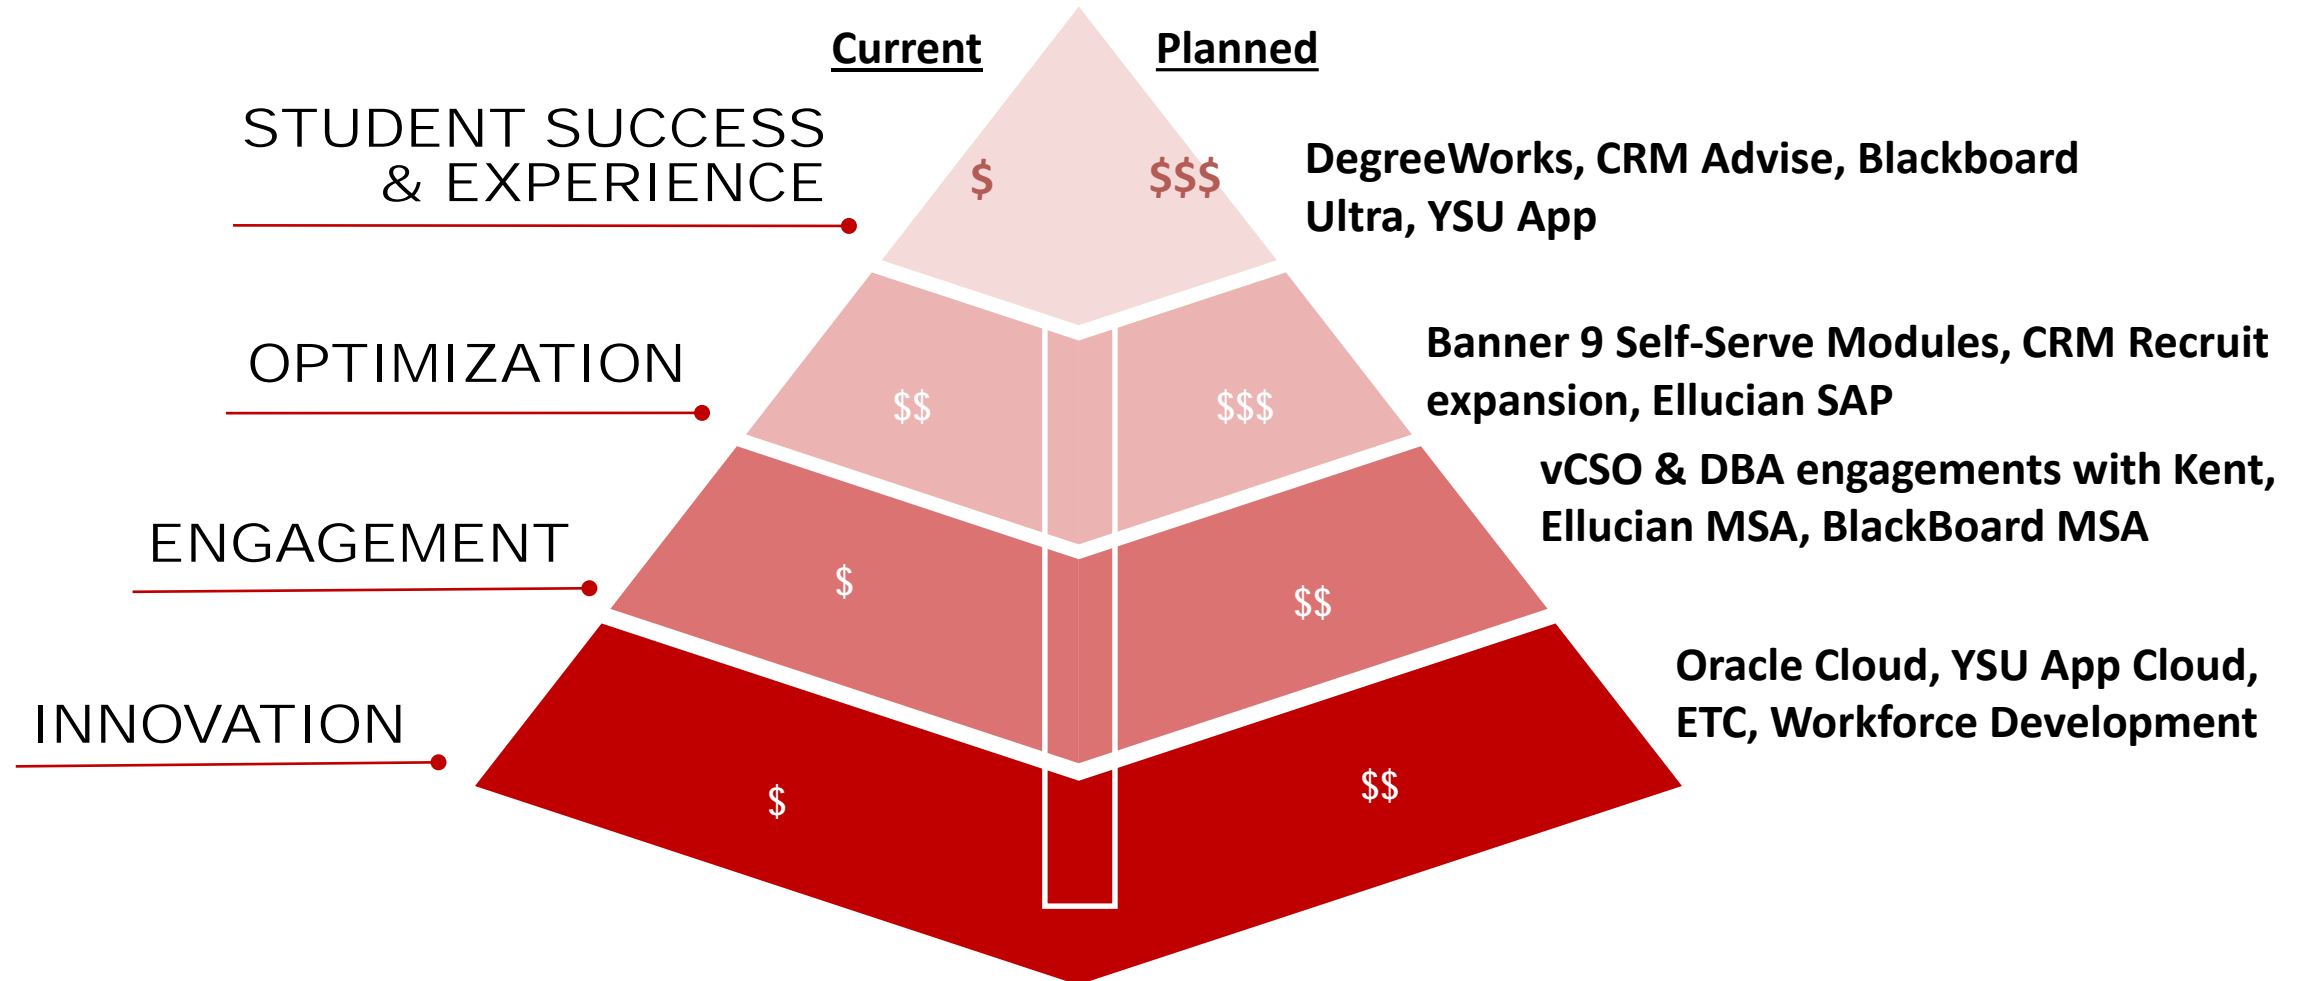 Current Planned
STUDENT SUCCESS
& EXPERIENCE
$ $$$
DegreeWorks, CRM Advise, Blackboard
Ultra, YSU App
OPTIMIZATION
$$ $$$
Banner 9 Self-Serve Modules, CRM Recruit
expansion, Ellucian SAP
ENGAGEMENT
$ $$
vCSO & DBA engagements with Kent,
Ellucian MSA, BlackBoard MSA
INNOVATION
$ $$
Oracle Cloud, YSU App Cloud,
ETC, Workforce Development